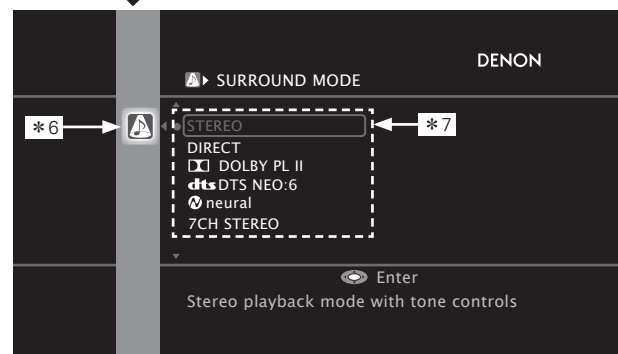 DENON
SURROUND MODE
*6
*7
STEREO
DIRECT
DOLBY PL II
dts DTS NEO:6
neural
7CH STEREO
Enter
Stereo playback mode with tone controls